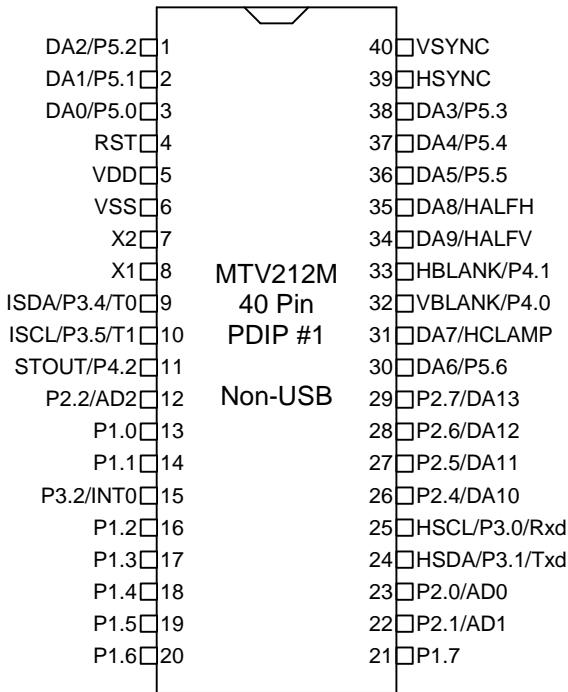 DA2/P5.2 1 40 VSYNC
DA1/P5.1 2 39 HSYNC
DA0/P5.0 3 38 DA3/P5.3
RST 4 37 DA4/P5.4
VDD 5 36 DA5/P5.5
VSS 6 35 DA8/HALFH
X2 7 34 DA9/HALFV
X1 8 MTV212M 33 HBLANK/P4.1
ISDA/P3.4/T0 9 40 Pin 32 VBLANK/P4.0
ISCL/P3.5/T1 10 PDIP #1 31 DA7/HCLAMP
STOUT/P4.2 11 30 DA6/P5.6
P2.2/AD2 12 Non-USB 29 P2.7/DA13
P1.0 13 28 P2.6/DA12
P1.1 14 27 P2.5/DA11
P3.2/INT0 15 26 P2.4/DA10
P1.2 16 25 HSCL/P3.0/Rxd
P1.3 17 24 HSDA/P3.1/Txd
P1.4 18 23 P2.0/AD0
P1.5 19 22 P2.1/AD1
P1.6 20 21 P1.7